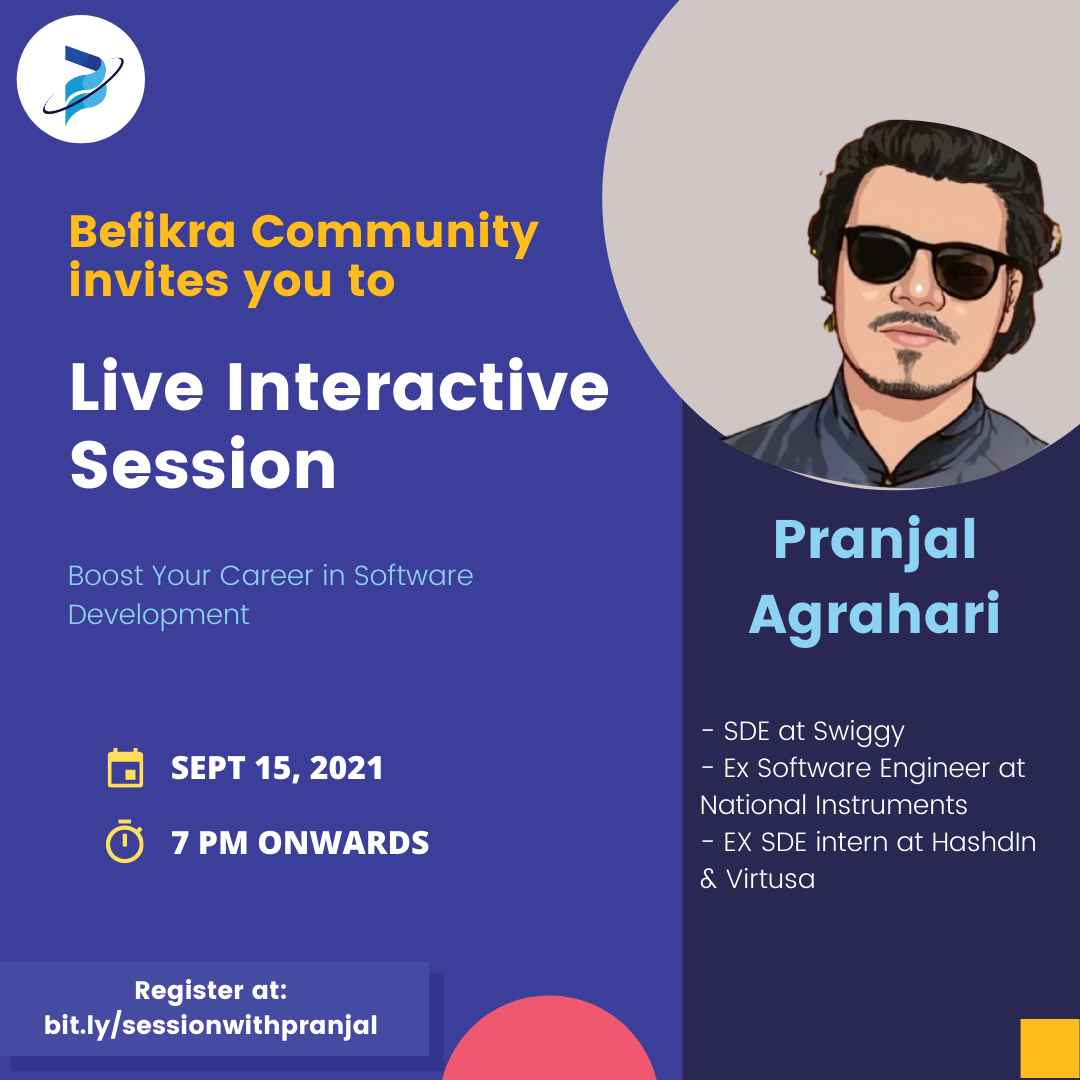 Befikra Community
invites you to
Live Interactive
Session
Boost Your Career in Software
Development
SEPT 15, 2021
7 PM ONWARDS
Register at:
bit.ly/sessionwithpranjal
Pranjal
Agrahari
- SDE at Swiggy
- Ex Software Engineer at
National Instruments
- EX SDE intern at HashdIn
& Virtusa